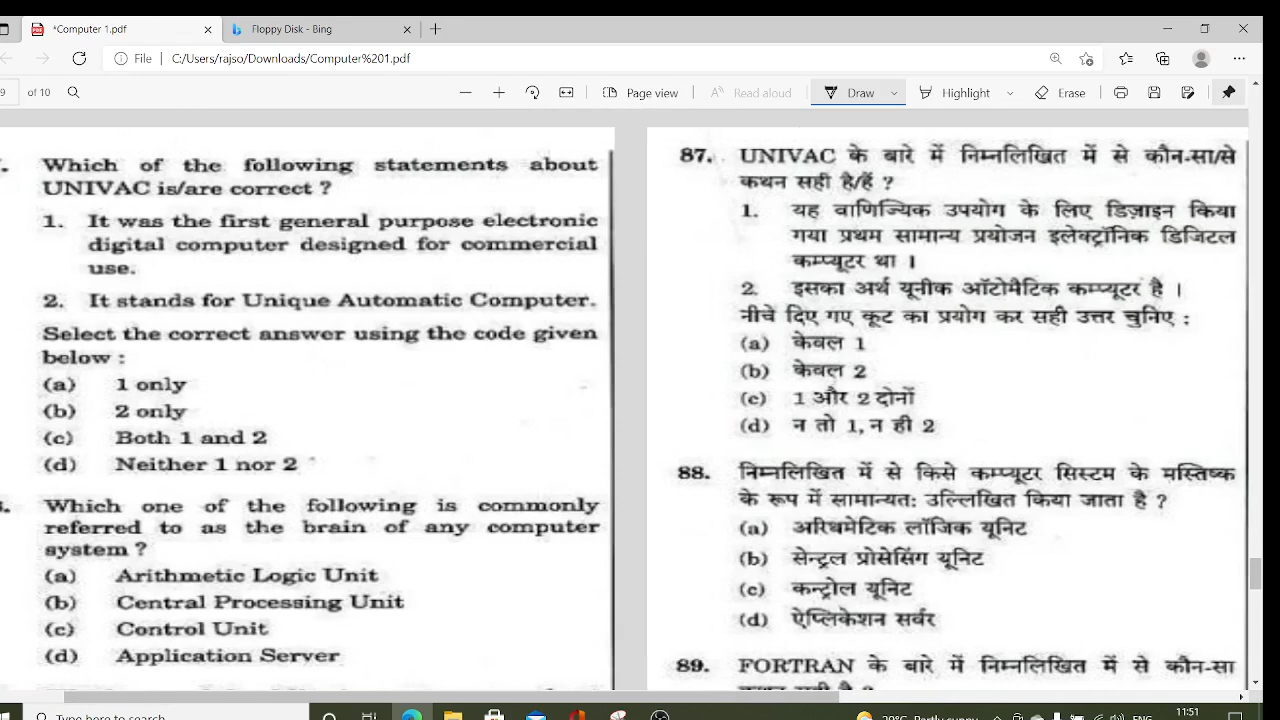 *Computer 1.pdf
Floppy Disk - Bing
File C:/Users/rajso/Downloads/Computer%201.pdf
9 of 10
Page view
Read aloud
Draw
Highlight
Erase
Which of the following statements about
UNIVAC is/are correct ?
1. It was the first general purpose electronic
digital computer designed for commercial
use.
2. It stands for Unique Automatic Computer.
Select the correct answer using the code given
below :
(a) 1 only
(b) 2 only
(c) Both 1 and 2
(d) Neither 1 nor 2
Which one of the following is commonly
referred to as the brain of any computer
system ?
(a) Arithmetic Logic Unit
(b) Central Processing Unit
(c) Control Unit
(d) Application Server
87. UNIVAC के बारे में निम्नलिखित में से कौन-सा/से
कथन सही है/हैं ?
1. यह वाणिज्यिक उपयोग के लिए डिज़ाइन किया
गया प्रथम सामान्य प्रयोजन इलेक्ट्रॉनिक डिजिटल
कम्प्यूटर था ।
2. इसका अर्थ यूनीक ऑटोमैटिक कम्प्यूटर है ।
नीचे दिए गए कूट का प्रयोग कर सही उत्तर चुनिए :
(a) केवल 1
(b) केवल 2
(c) 1 और 2 दोनों
(d) न तो 1, न ही 2
88. निम्नलिखित में से किसे कम्प्यूटर सिस्टम के मस्तिष्क
के रूप में सामान्यत: उल्लिखित किया जाता है ?
(a) अरिथमेटिक लॉजिक यूनिट
(b) सेन्ट्रल प्रोसेसिंग यूनिट
(c) कन्ट्रोल यूनिट
(d) ऐप्लिकेशन सर्वर
89. FORTRAN के बारे में निम्नलिखित में से कौन-सा
कथन सही है ?
Type here to search
Partly sunny
ENG
11:51